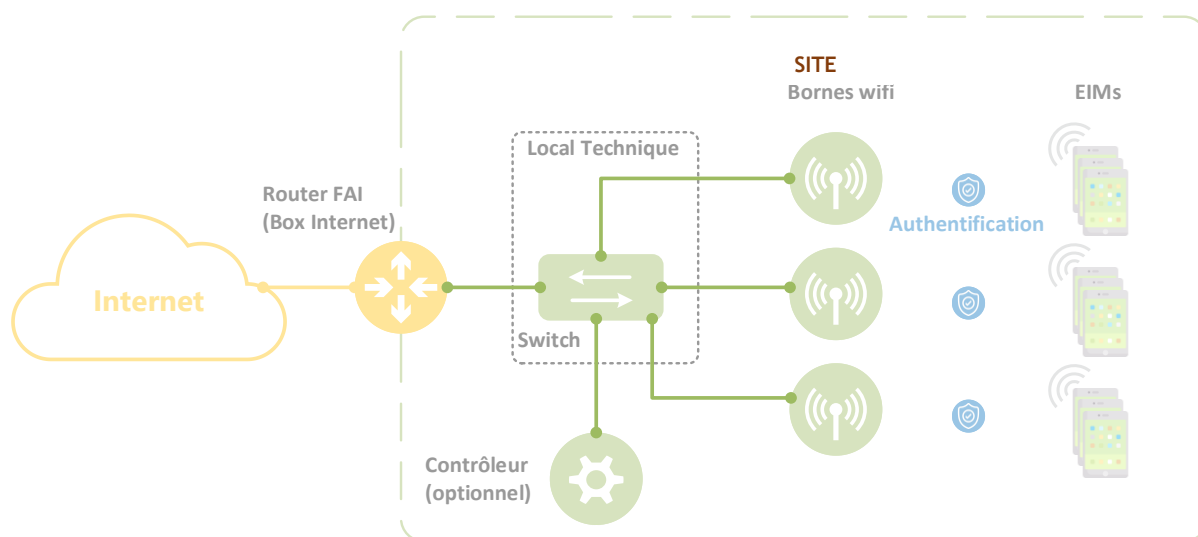 SITE
Bornes wifi
EIMs
Local Technique
Router FAI
(Box Internet)
Authentification
Internet
Switch
Contrôleur
(optionnel)